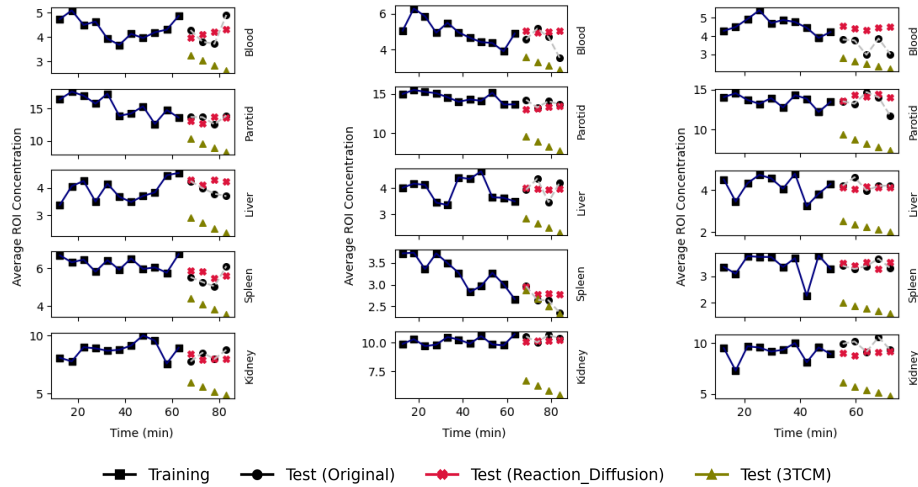 5
4
3
Blood
15
10
Parotid
4
3
Liver
6
4
Spleen
10
5
Kidney
20
40
60
80
Time (min)
Average ROI Concentration
6
4
Blood
15
10
Parotid
4
3
Liver
3.5
3.0
2.5
Spleen
10.0
7.5
Kidney
20
40
60
80
Time (min)
Average ROI Concentration
5
4
3
Blood
15
10
Parotid
4
2
Liver
3
2
Spleen
10
5
Kidney
20
40
60
Time (min)
Average ROI Concentration
Training
Test (Original)
Test (Reaction_Diffusion)
Test (3TCM)